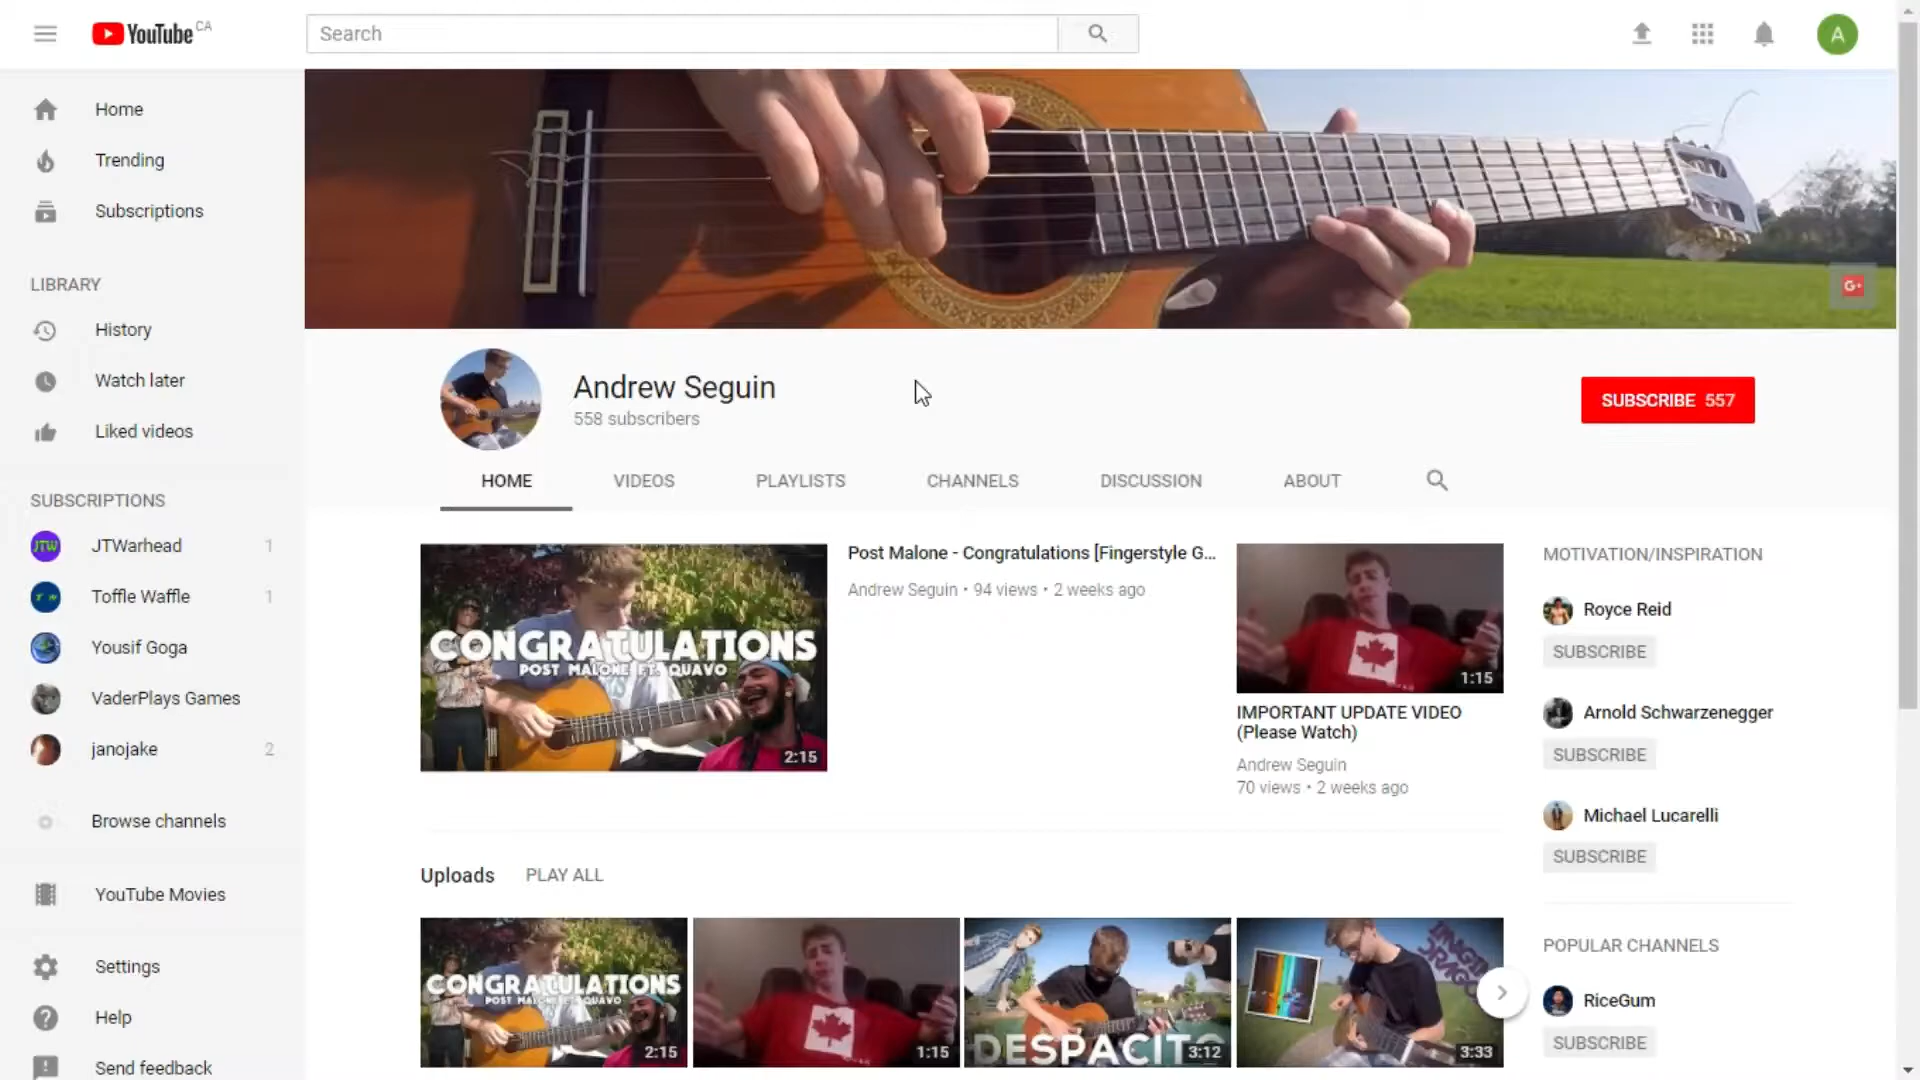 YouTube CA
Search
A
Home
Trending
Subscriptions
LIBRARY
History
Watch later
Liked videos
SUBSCRIPTIONS
JTW JTWarhead 1
Toffle Waffle 1
Yousif Goga
VaderPlays Games
janojake 2
Browse channels
YouTube Movies
Settings
Help
Send feedback
G+
Andrew Seguin
558 subscribers
SUBSCRIBE 557
HOME VIDEOS PLAYLISTS CHANNELS DISCUSSION ABOUT
CONGRATULATIONS
POST MALONE FT. QUAVO
2:15
Post Malone - Congratulations [Fingerstyle G...
Andrew Seguin • 94 views • 2 weeks ago
1:15
IMPORTANT UPDATE VIDEO
(Please Watch)
Andrew Seguin
70 views • 2 weeks ago
MOTIVATION/INSPIRATION
Royce Reid
SUBSCRIBE
Arnold Schwarzenegger
SUBSCRIBE
Michael Lucarelli
SUBSCRIBE
Uploads PLAY ALL
CONGRATULATIONS
POST MALONE FT. QUAVO
2:15
1:15
DESPACITO
3:12
3:33
POPULAR CHANNELS
RiceGum
SUBSCRIBE